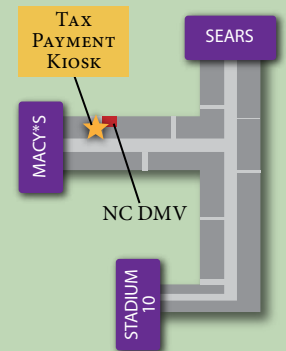 Tax
Payment
Kiosk
SEARS
MACY*S
NC DMV
STADIUM
10